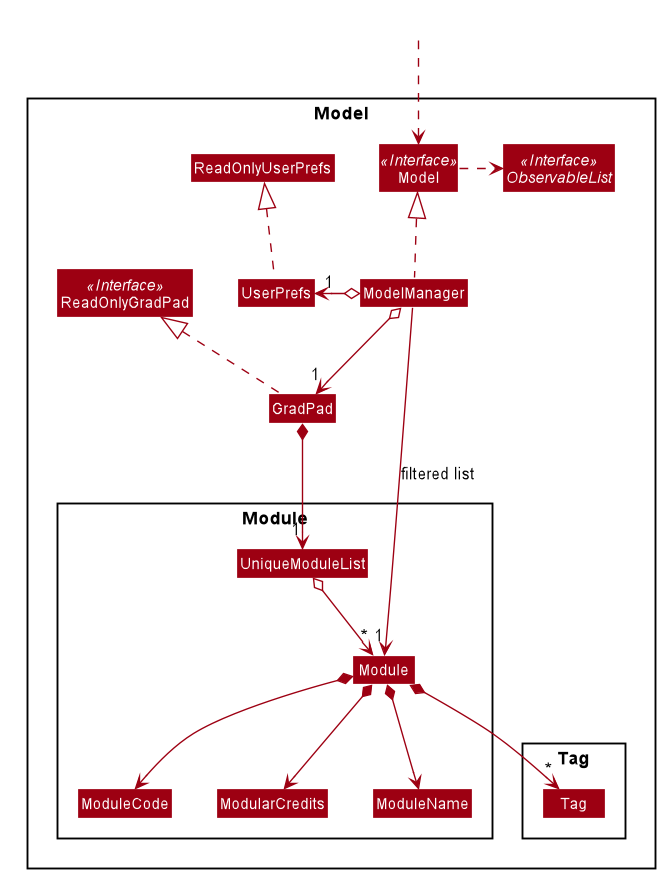 Model
«Interface»
Model
«Interface»
ObservableList
ReadOnlyUserPrefs
«Interface»
ReadOnlyGradPad
UserPrefs
1
ModelManager
1
GradPad
filtered list
Module
1
UniqueModuleList
*
1
Module
Tag
*
ModuleCode
ModularCredits
ModuleName
Tag